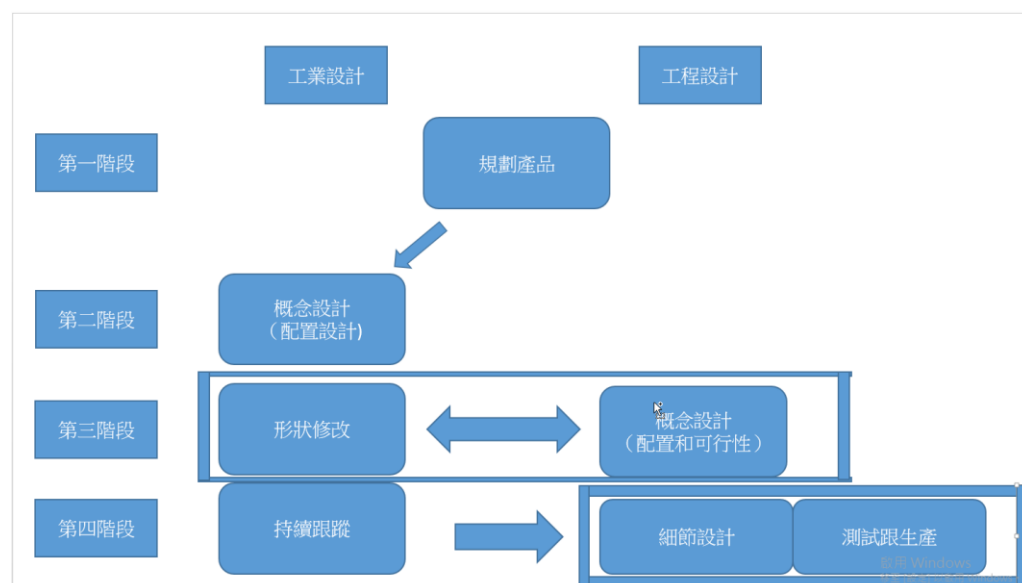 工業設計
工程設計
第一階段
規劃產品
第二階段
概念設計
（配置設計)
第三階段
形狀修改
概念設計
（配置和可行性）
第四階段
持續跟蹤
細節設計
測試跟生產
啟用 Windows